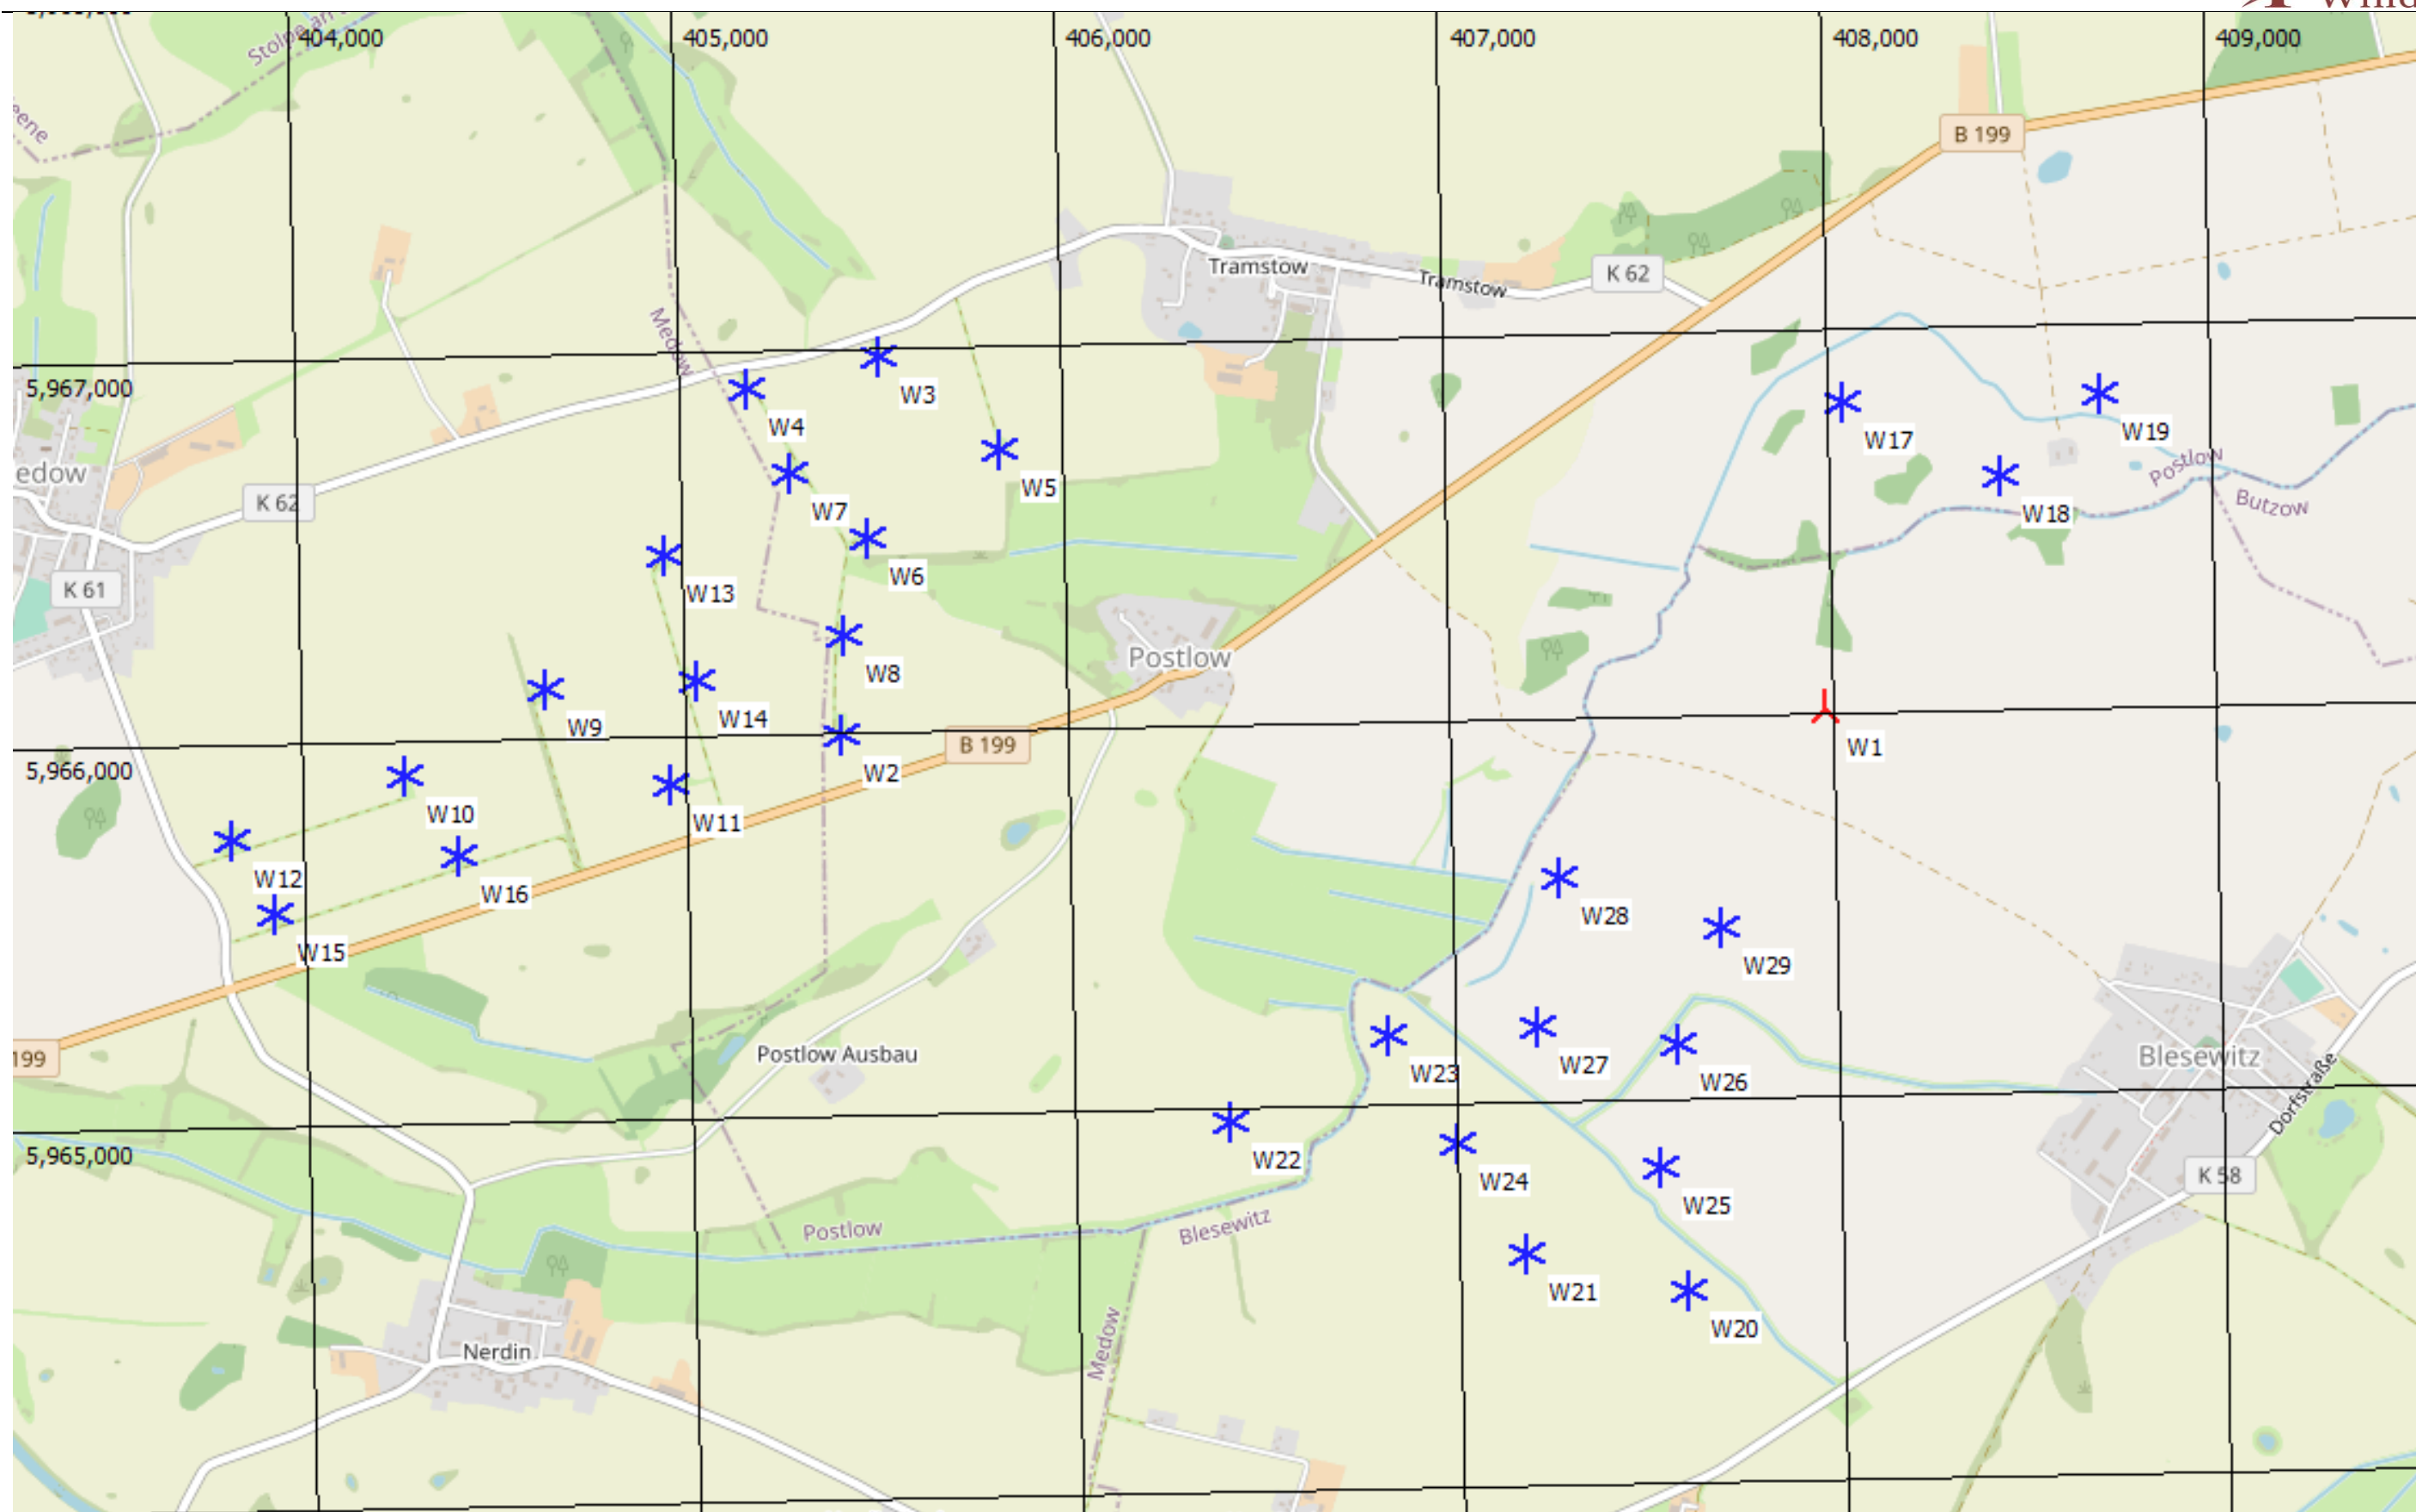 404,000
405,000
406,000
407,000
408,000
409,000
Stolpe an
B 199
eene
Tramstow
K 62
Tramstow
Medow
5,967,000
W3
W4
W17
W19
edow
W5
Postlow
K 62
W7
W18
Butzow
W6
K 61
W13
Postlow
W8
W9
W14
B 199
W1
5,966,000
W2
W10
W11
W12
W16
W28
W15
W29
199
Postlow Ausbau
W23
W27
W26
Blesewitz
Dorfstraße
5,965,000
W22
W24
K 58
W25
Postlow
Blesewitz
W21
W20
Medow
Nerdin